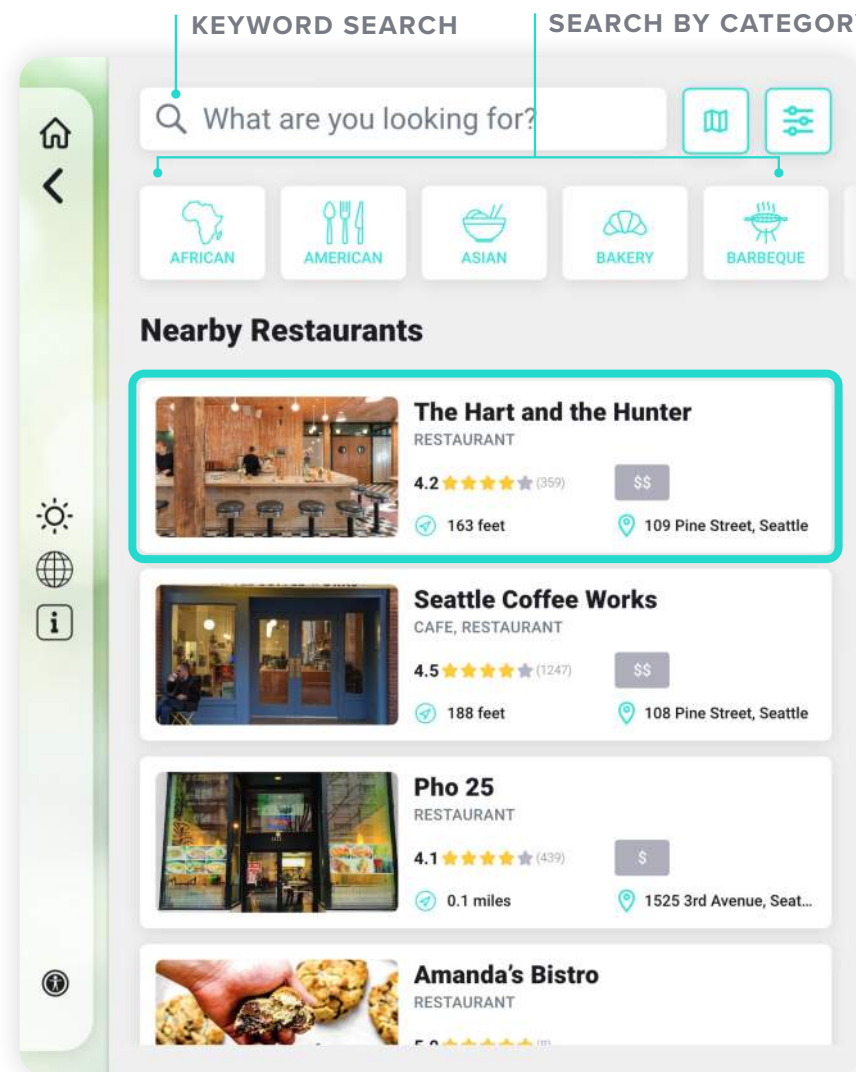 KEYWORD SEARCH
SEARCH BY CATEGORY
What are you looking for?
AFRICAN
AMERICAN
ASIAN
BAKERY
BARBEQUE
Nearby Restaurants
The Hart and the Hunter
RESTAURANT
4.2 (359) $$
163 feet 109 Pine Street, Seattle
Seattle Coffee Works
CAFE, RESTAURANT
4.5 (1247) $$
188 feet 108 Pine Street, Seattle
Pho 25
RESTAURANT
4.1 (439) $
0.1 miles 1525 3rd Avenue, Seat...
Amanda's Bistro
RESTAURANT